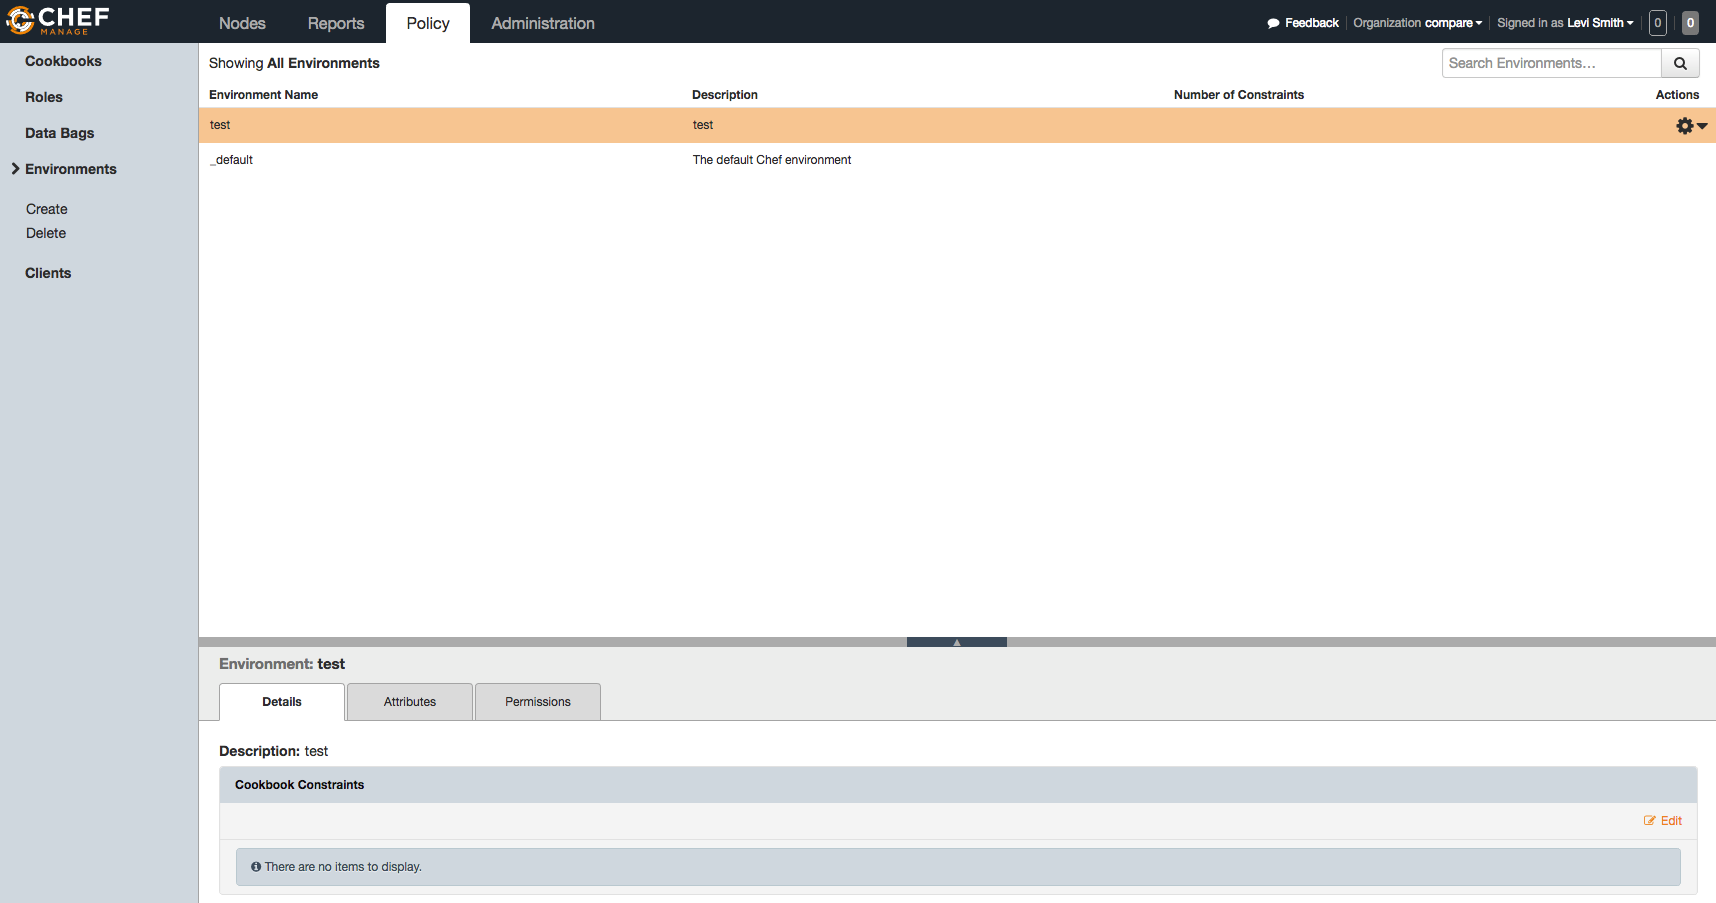 CHEF
MANAGE
Nodes Reports Policy Administration
Feedback Organization compare Signed in as Levi Smith 0 0
Cookbooks
Roles
Data Bags
Environments
Create
Delete
Clients
Showing All Environments
Search Environments...
Environment Name Description Number of Constraints Actions
test test
_default The default Chef environment
Environment: test
Details Attributes Permissions
Description: test
Cookbook Constraints
Edit
There are no items to display.